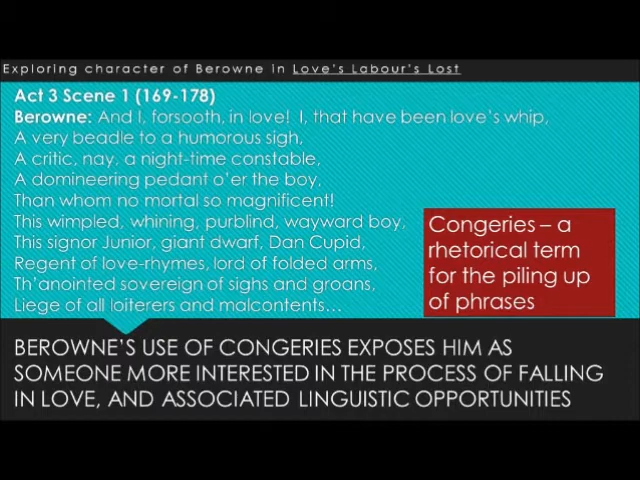 Exploring character of Berowne in Love's Labour's Lost
Act 3 Scene 1 (169-178)
Berowne: And I, forsooth, in love! I, that have been love's whip,
A very beadle to a humorous sigh,
A critic, nay, a night-time constable,
A domineering pedant o'er the boy,
Than whom no mortal so magnificent!
This wimpled, whining, purblind, wayward boy,
This signor Junior, giant dwarf, Dan Cupid,
Regent of love-rhymes, lord of folded arms,
Th'anointed sovereign of sighs and groans,
Liege of all loiterers and malcontents…
Congeries – a
rhetorical term
for the piling up
of phrases
BEROWNE'S USE OF CONGERIES EXPOSES HIM AS
SOMEONE MORE INTERESTED IN THE PROCESS OF FALLING
IN LOVE, AND ASSOCIATED LINGUISTIC OPPORTUNITIES